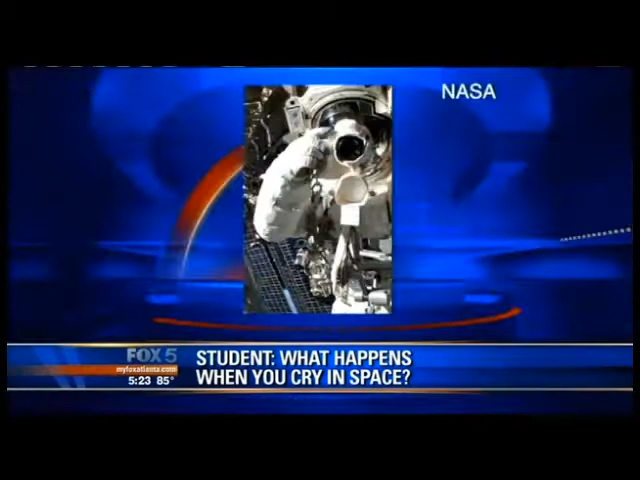 NASA
STUDENT: WHAT HAPPENS
WHEN YOU CRY IN SPACE?
FOX 5
myfoxatlanta.com
5:23 85°